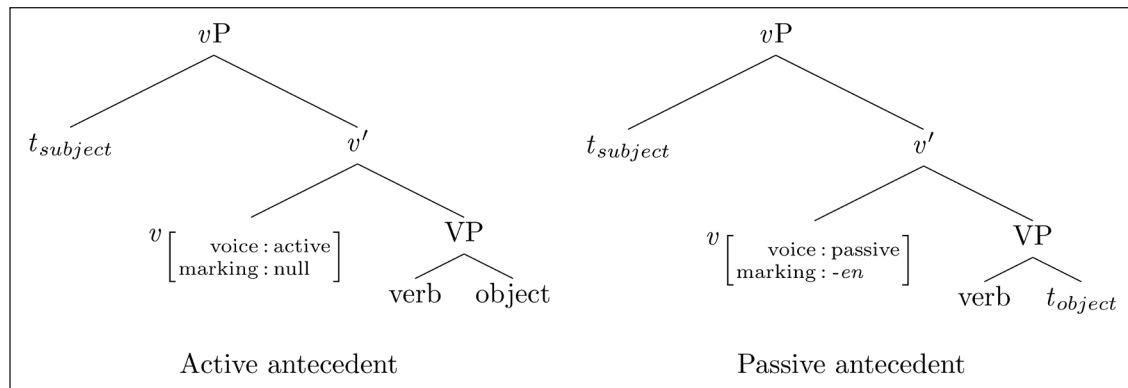 vP vP
t_subject v′ t_subject v′
v [ voice : active VP v [ voice : passive VP
marking : null ] marking : -en ]
verb object verb t_object
Active antecedent Passive antecedent